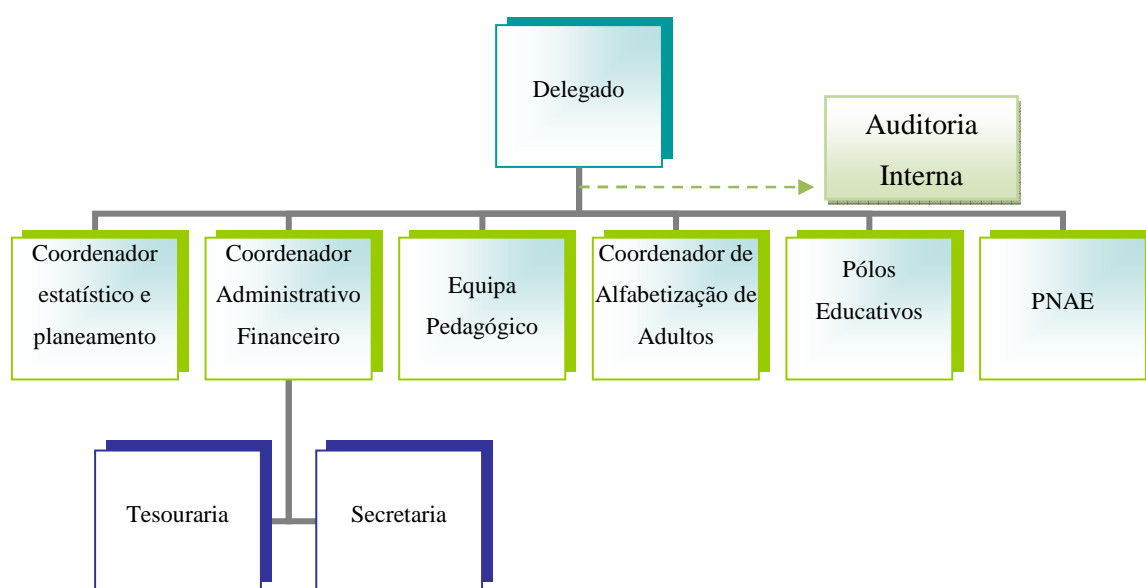 Delegado
Auditoria
Interna
Coordenador
estatístico e
planeamento
Coordenador
Administrativo
Financeiro
Equipa
Pedagógico
Coordenador de
Alfabetização de
Adultos
Pólos
Educativos
PNAE
Tesouraria
Secretaria